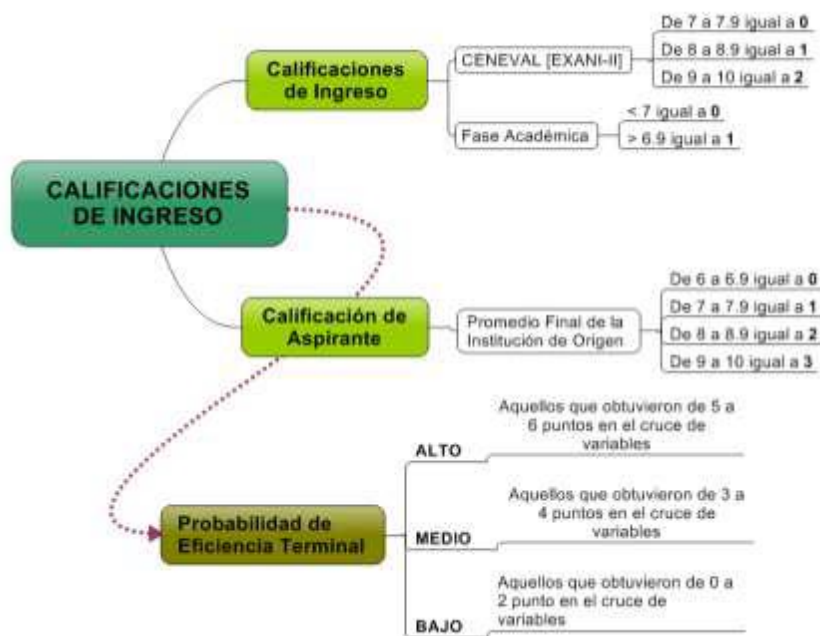 CALIFICACIONES
DE INGRESO
Calificaciones
de Ingreso
CENEVAL [EXANI-II]
De 7 a 7.9 igual a 0
De 8 a 8.9 igual a 1
De 9 a 10 igual a 2
Fase Académica
< 7 igual a 0
> 6.9 igual a 1
Calificación de
Aspirante
Promedio Final de la
Institución de Origen
De 6 a 6.9 igual a 0
De 7 a 7.9 igual a 1
De 8 a 8.9 igual a 2
De 9 a 10 igual a 3
Probabilidad de
Eficiencia Terminal
ALTO
Aquellos que obtuvieron de 5 a
6 puntos en el cruce de
variables
MEDIO
Aquellos que obtuvieron de 3 a
4 puntos en el cruce de
variables
BAJO
Aquellos que obtuvieron de 0 a
2 punto en el cruce de
variables